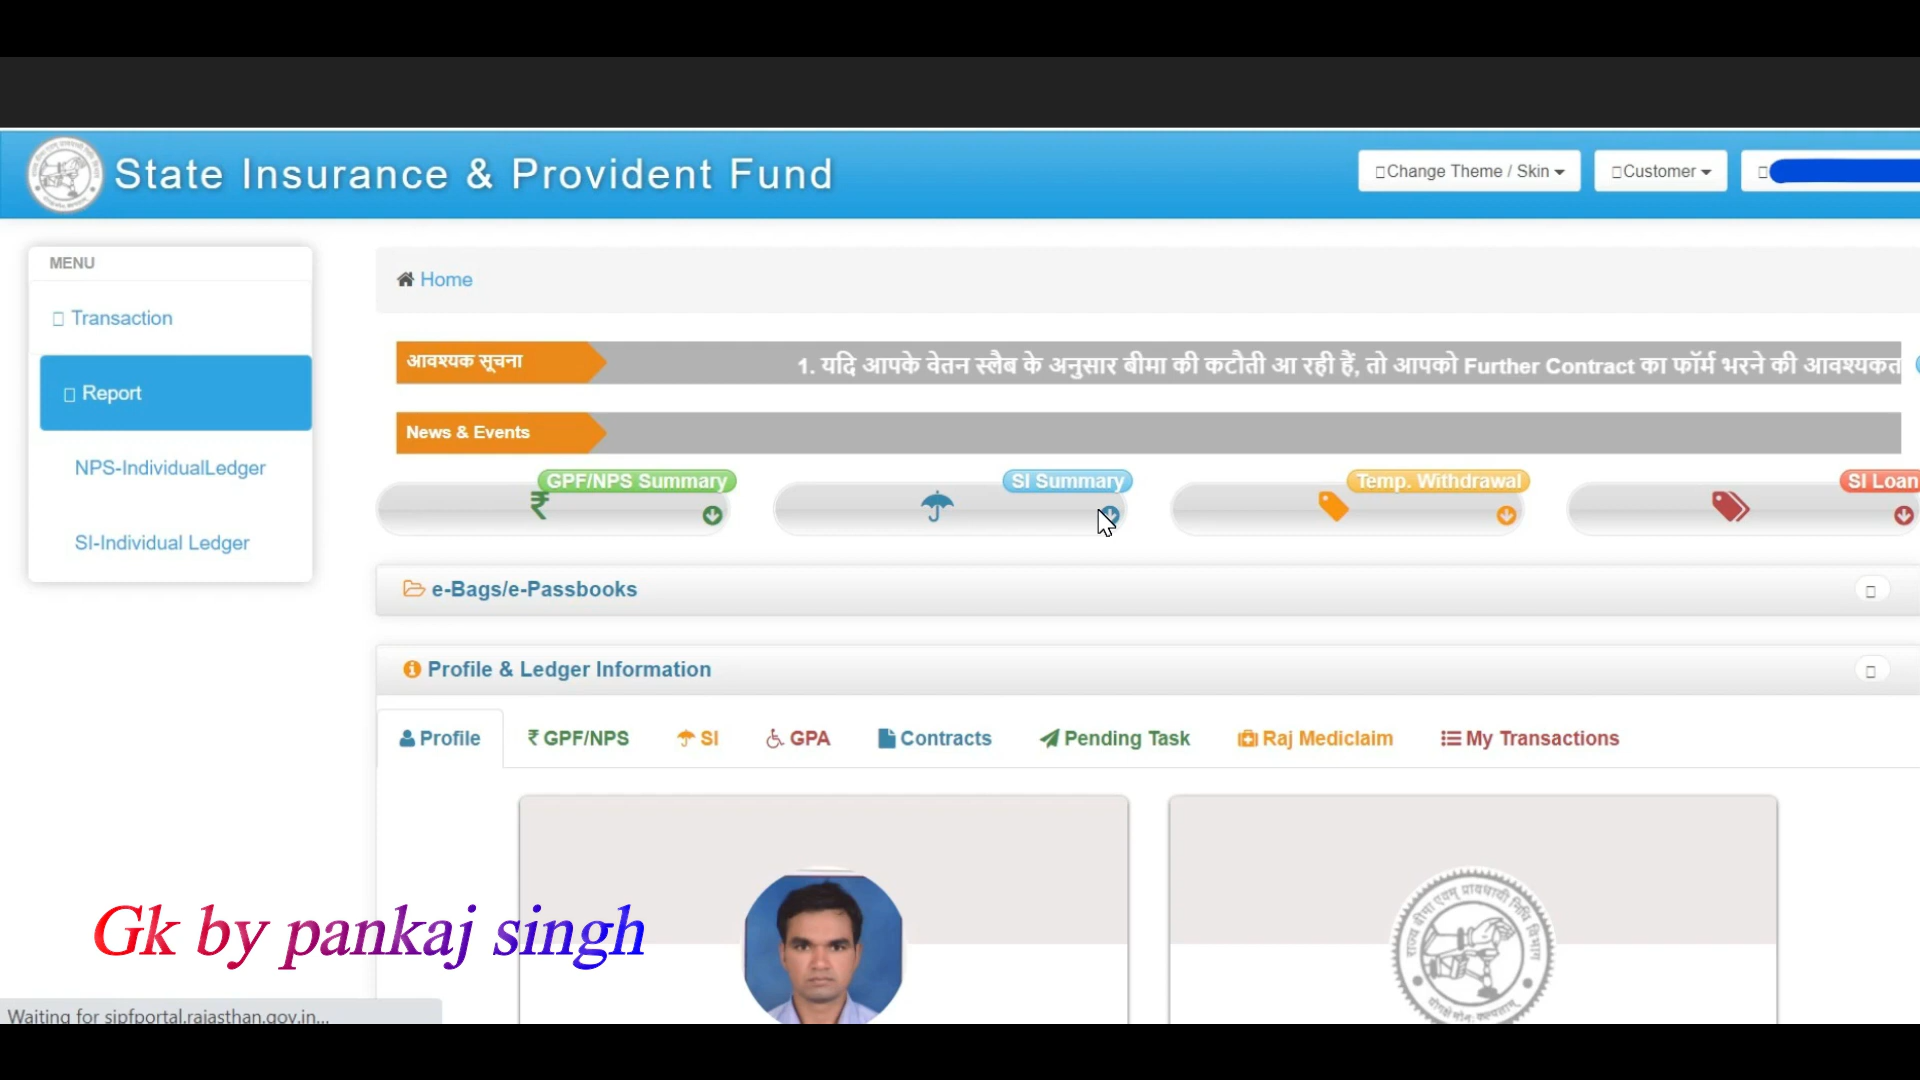 State Insurance & Provident Fund
Change Theme / Skin
Customer
MENU
Transaction
Report
NPS-IndividualLedger
SI-Individual Ledger
Home
आवश्यक सूचना
1. यदि आपके वेतन स्लैब के अनुसार बीमा की कटौती आ रही हैं, तो आपको Further Contract का फॉर्म भरने की आवश्यकत
News & Events
GPF/NPS Summary
SI Summary
Temp. Withdrawal
SI Loan
e-Bags/e-Passbooks
Profile & Ledger Information
Profile
GPF/NPS
SI
GPA
Contracts
Pending Task
Raj Mediclaim
My Transactions
राज्य बीमा एवम् प्रावधायी निधि विभाग
Gk by pankaj singh
Waiting for sipfportal.rajasthan.gov.in...